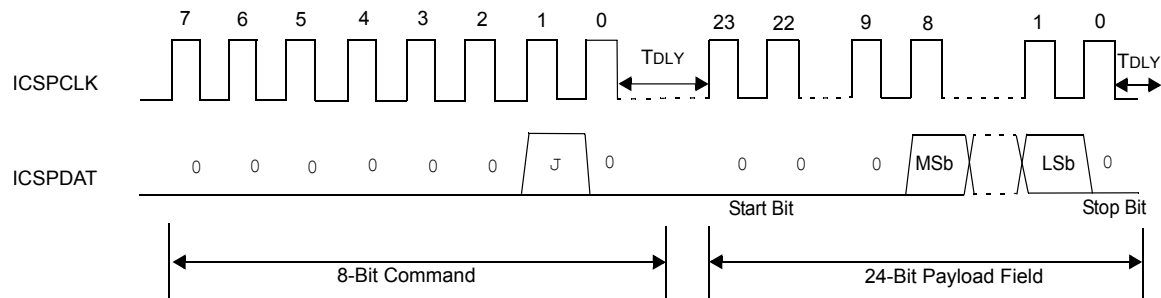 7 6 5 4 3 2 1 0 23 22 9 8 1 0
TDLY TDLY
ICSPCLK
ICSPDAT 0 0 0 0 0 0 J 0 0 0 0 MSb LSb 0
Start Bit Stop Bit
8-Bit Command 24-Bit Payload Field